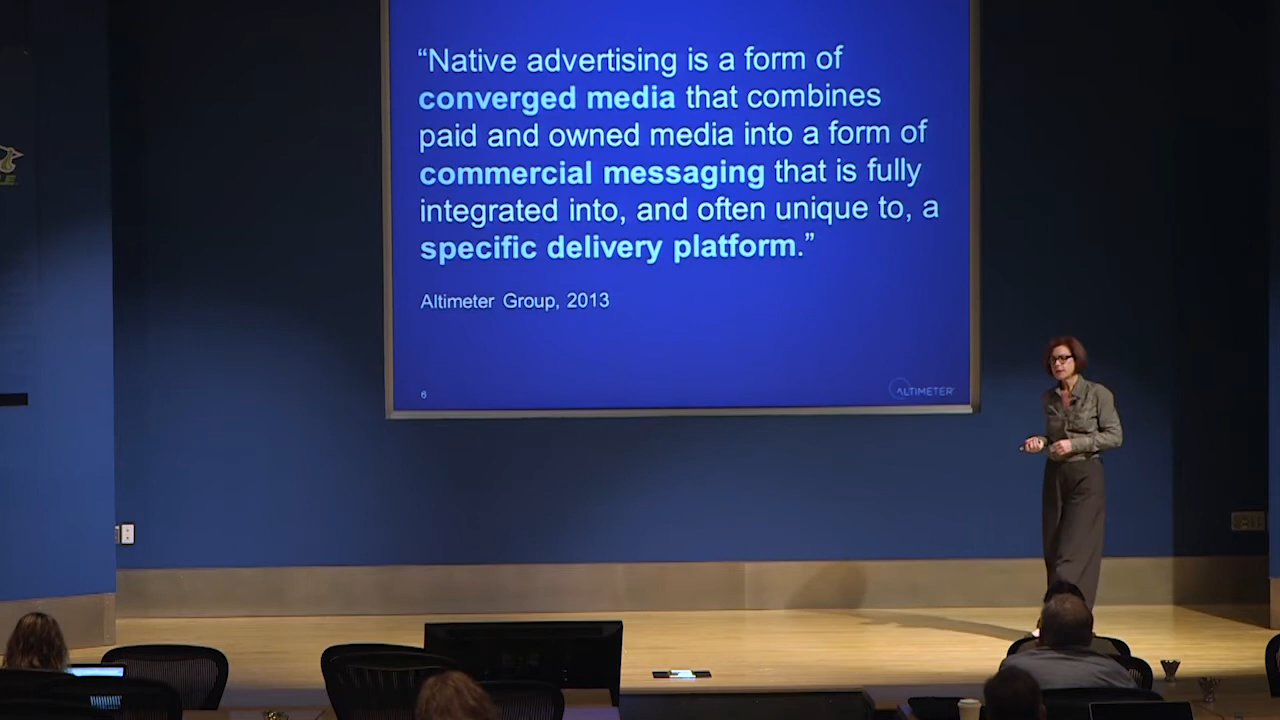 “Native advertising is a form of
converged media that combines
paid and owned media into a form of
commercial messaging that is fully
integrated into, and often unique to, a
specific delivery platform.”
Altimeter Group, 2013
6
ALTIMETER